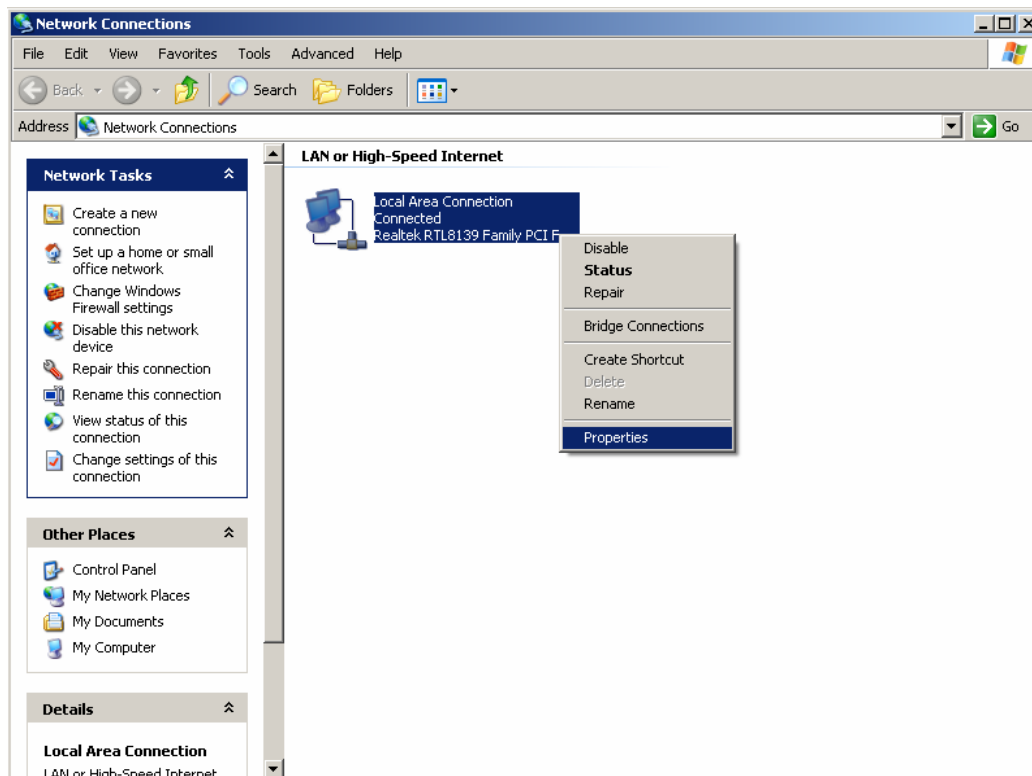 Network Connections
File Edit View Favorites Tools Advanced Help
Back Search Folders
Address Network Connections Go
Network Tasks
Create a new
connection
Set up a home or small
office network
Change Windows
Firewall settings
Disable this network
device
Repair this connection
Rename this connection
View status of this
connection
Change settings of this
connection
Other Places
Control Panel
My Network Places
My Documents
My Computer
Details
Local Area Connection
LAN or High-Speed Internet
LAN or High-Speed Internet
Local Area Connection
Connected
Realtek RTL8139 Family PCI F
Disable
Status
Repair
Bridge Connections
Create Shortcut
Delete
Rename
Properties